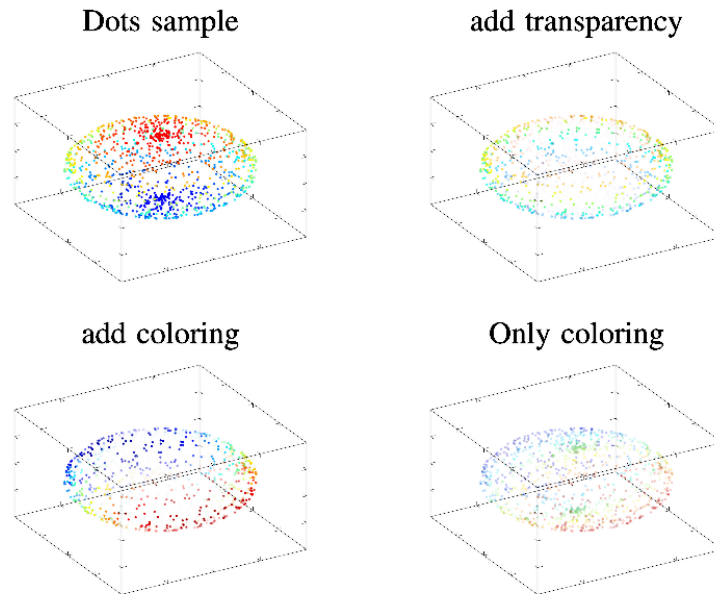 Dots sample
add transparency
add coloring
Only coloring